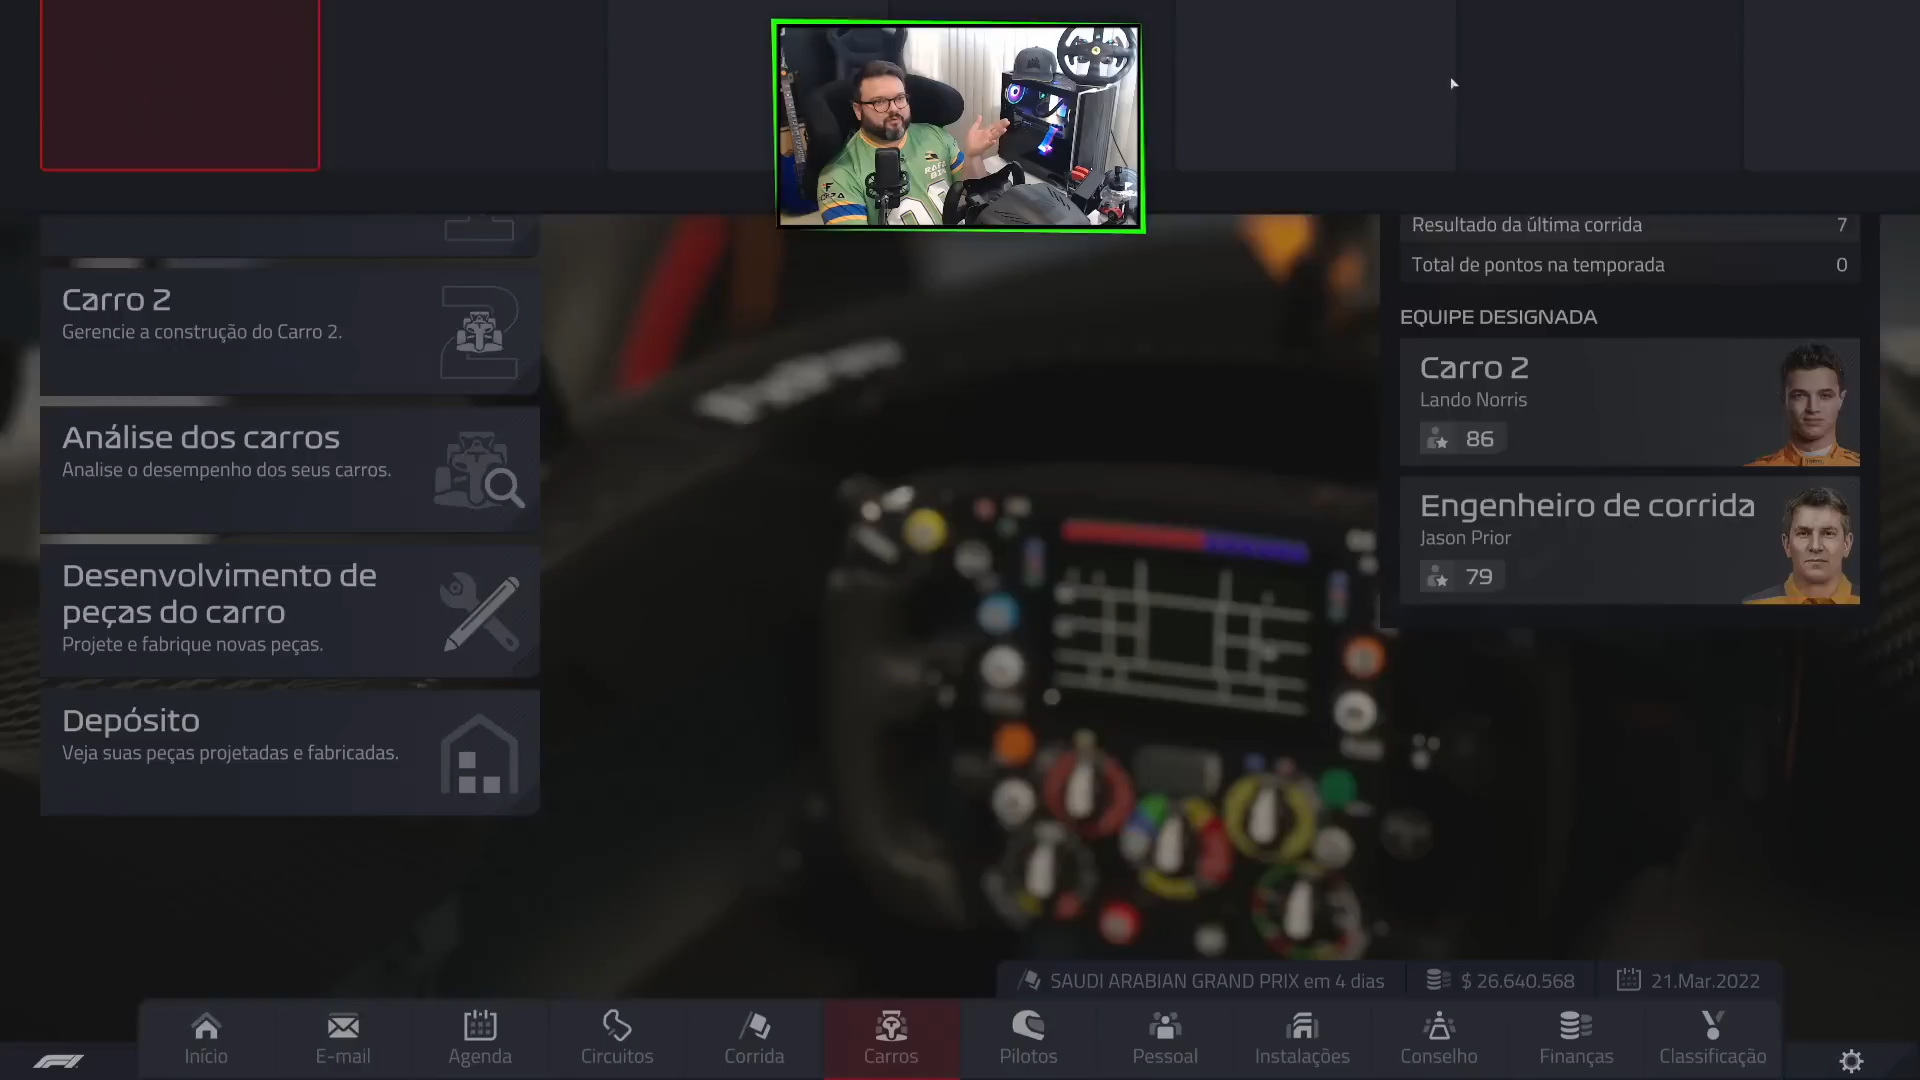 Resultado da última corrida 7
Total de pontos na temporada 0
EQUIPE DESIGNADA
Carro 2
Lando Norris
86
Engenheiro de corrida
Jason Prior
79
Carro 2
Gerencie a construção do Carro 2.
Análise dos carros
Analise o desempenho dos seus carros.
Desenvolvimento de
peças do carro
Projete e fabrique novas peças.
Depósito
Veja suas peças projetadas e fabricadas.
SAUDI ARABIAN GRAND PRIX em 4 dias
$ 26.640.568
21.Mar.2022
Início
E-mail
Agenda
Circuitos
Corrida
Carros
Pilotos
Pessoal
Instalações
Conselho
Finanças
Classificação